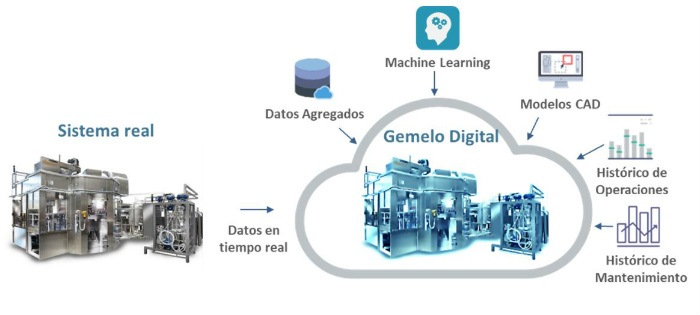 Machine Learning
Datos Agregados
Modelos CAD
Sistema real
Gemelo Digital
Histórico de
Operaciones
Datos en
tiempo real
Histórico de
Mantenimiento